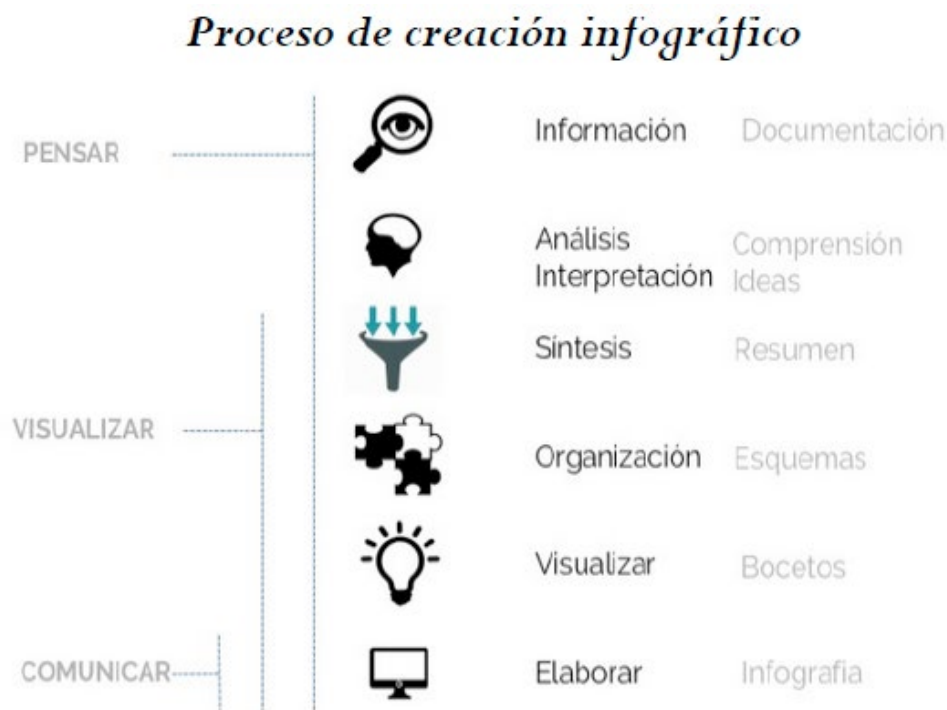 Proceso de creación infográfico
PENSAR
Información Documentación
Análisis
Interpretación
Comprensión
Ideas
Síntesis Resumen
VISUALIZAR
Organización Esquemas
Visualizar Bocetos
COMUNICAR
Elaborar Infografia